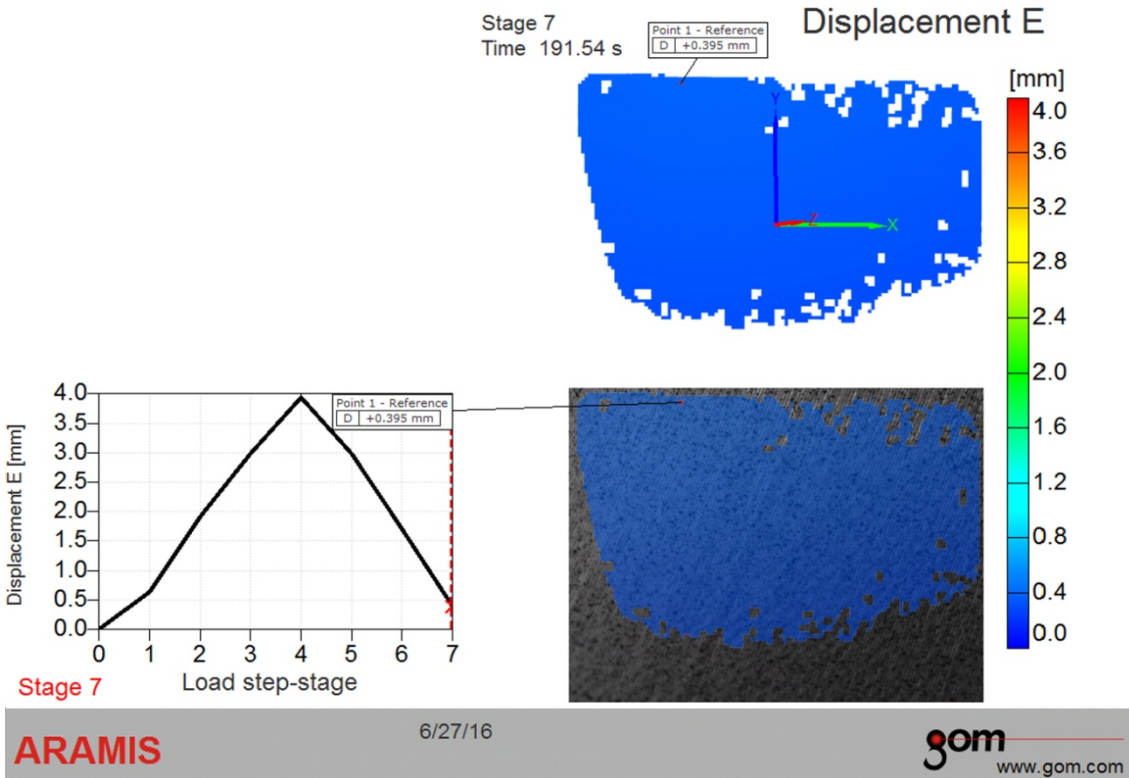 Stage 7
Time 191.54 s
Point 1 - Reference
D +0.395 mm
Displacement E
[mm]
4.0
3.6
3.2
2.8
2.4
2.0
1.6
1.2
0.8
0.4
0.0
Y
Z
X
Displacement E [mm]
4.0
3.5
3.0
2.5
2.0
1.5
1.0
0.5
0.0
Point 1 - Reference
D +0.395 mm
0 1 2 3 4 5 6 7
Stage 7
Load step-stage
ARAMIS
6/27/16
gom
www.gom.com